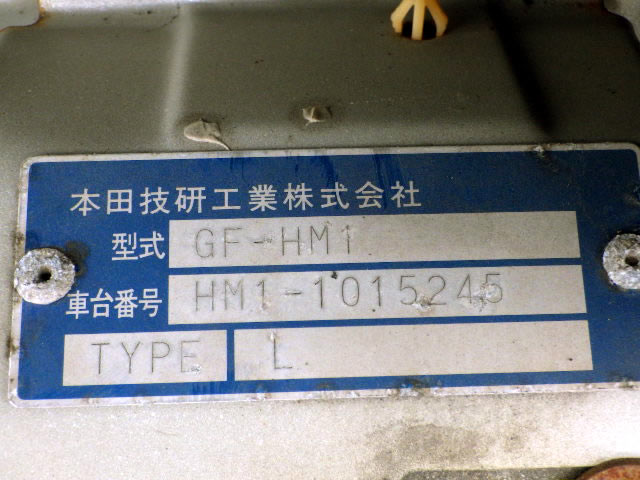 本田技研工業株式会社
型式 GF-HM1
車台番号 HM1-1015245
TYPE L